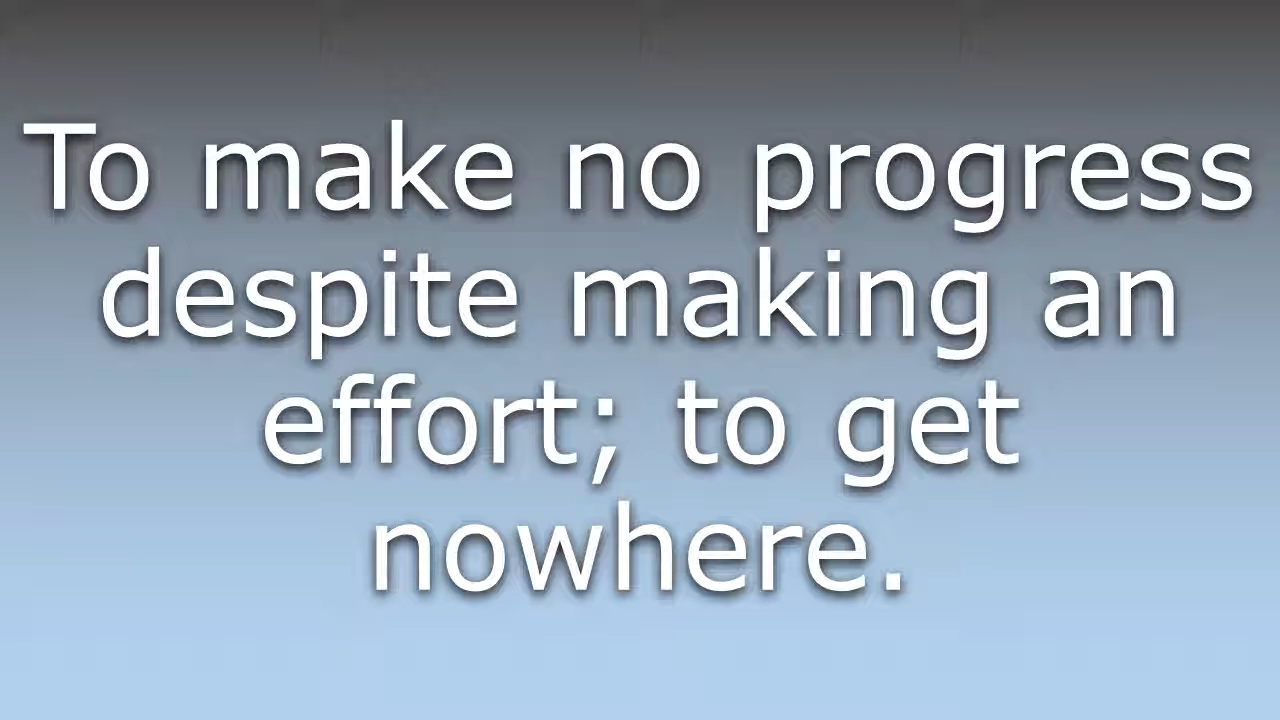 To make no progress
despite making an
effort; to get
nowhere.